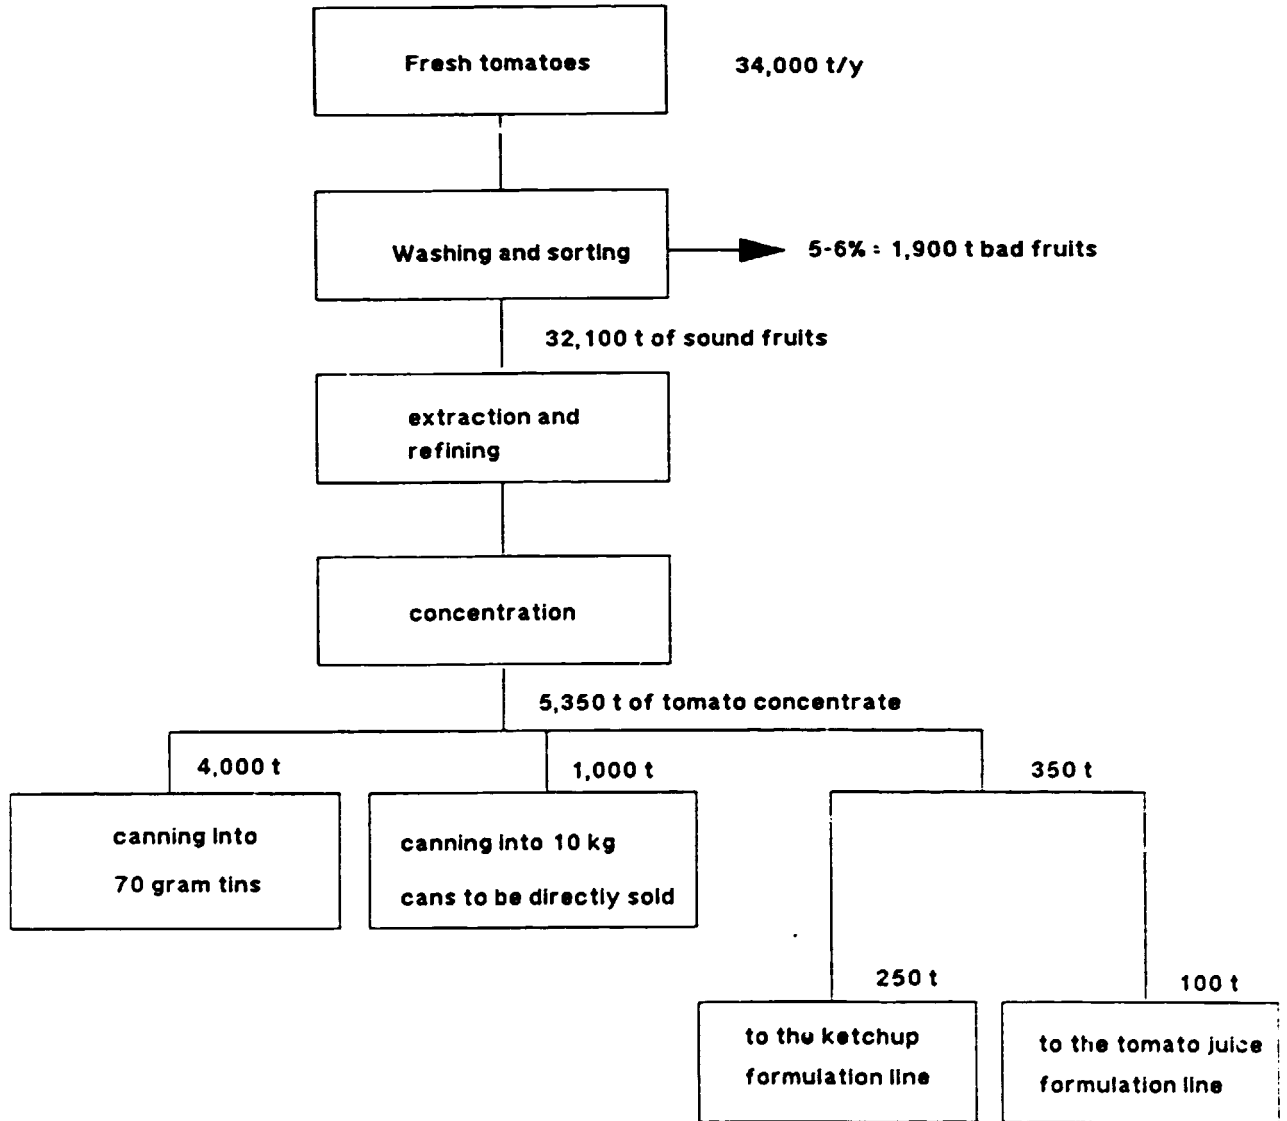 Fresh tomatoes
34,000 t/y
Washing and sorting
5-6% = 1,900 t bad fruits
32,100 t of sound fruits
extraction and
refining
concentration
5,350 t of tomato concentrate
4,000 t
1,000 t
350 t
canning into
70 gram tins
canning into 10 kg
cans to be directly sold
250 t
100 t
to the ketchup
formulation line
to the tomato juice
formulation line